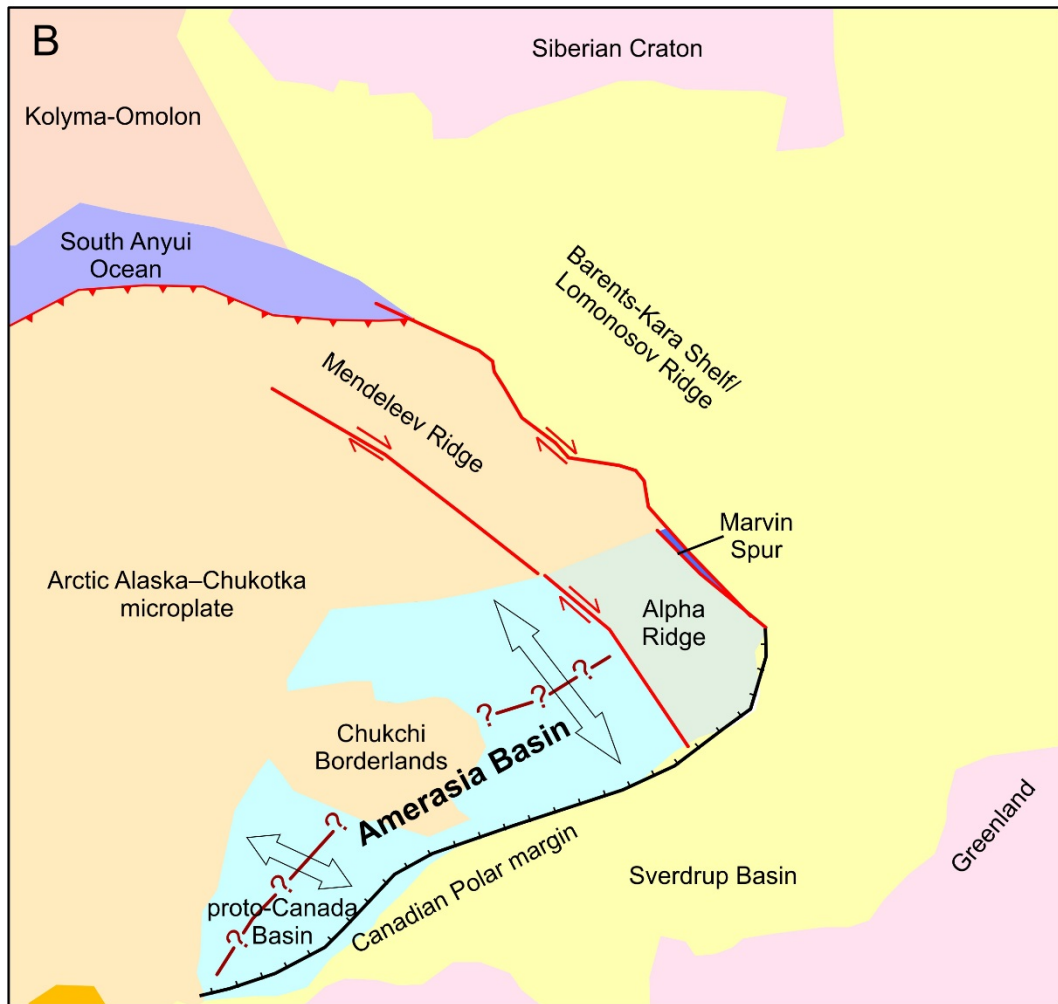 B
Siberian Craton
Kolyma-Omolon
South Anyui
Ocean
Barents-Kara Shelf/
Lomonosov Ridge
Mendeleev Ridge
Marvin
Spur
Arctic Alaska–Chukotka
microplate
Alpha
Ridge
? ? ?
Chukchi
Borderlands
Amerasia Basin
?
?
?
proto-Canada
Basin
Canadian Polar margin
Sverdrup Basin
Greenland